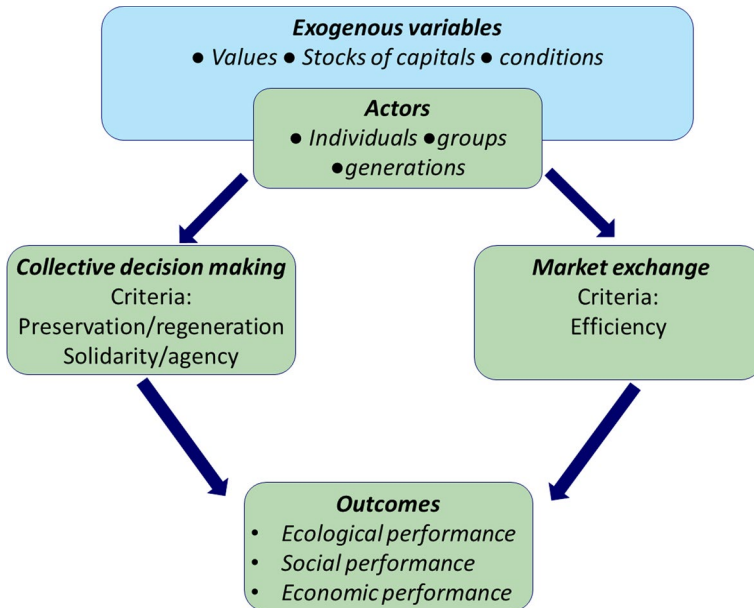 Exogenous variables
● Values ● Stocks of capitals ● conditions
Actors
● Individuals ●groups
●generations
Collective decision making
Criteria:
Preservation/regeneration
Solidarity/agency
Market exchange
Criteria:
Efficiency
Outcomes
• Ecological performance
• Social performance
• Economic performance